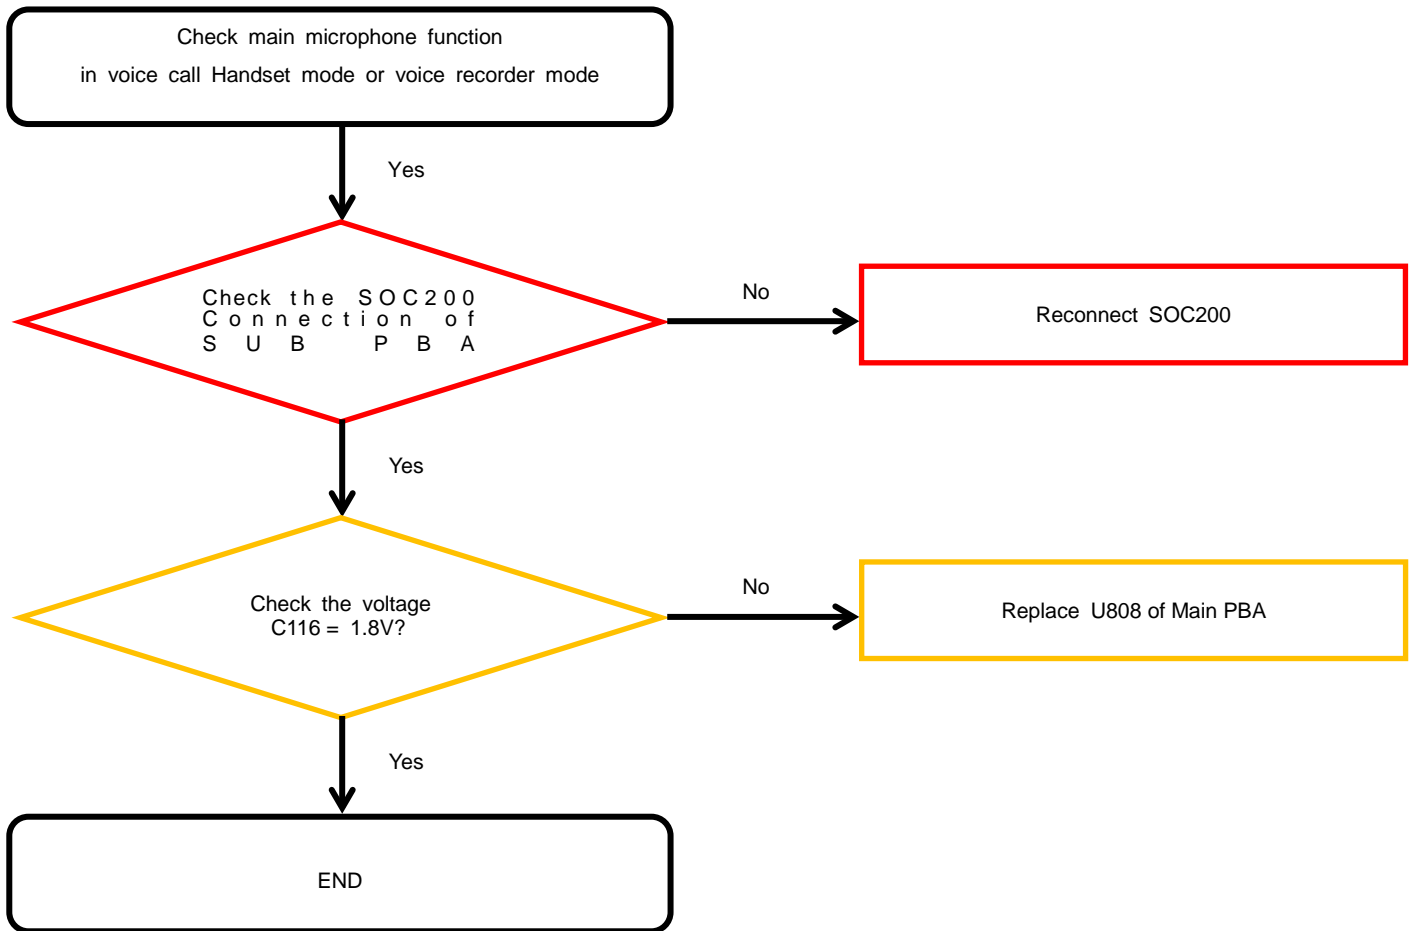 Check main microphone function
in voice call Handset mode or voice recorder mode
Yes
Check the SOC200
Connection of
SUB PBA
No
Reconnect SOC200
Yes
Check the voltage
C116 = 1.8V?
No
Replace U808 of Main PBA
Yes
END